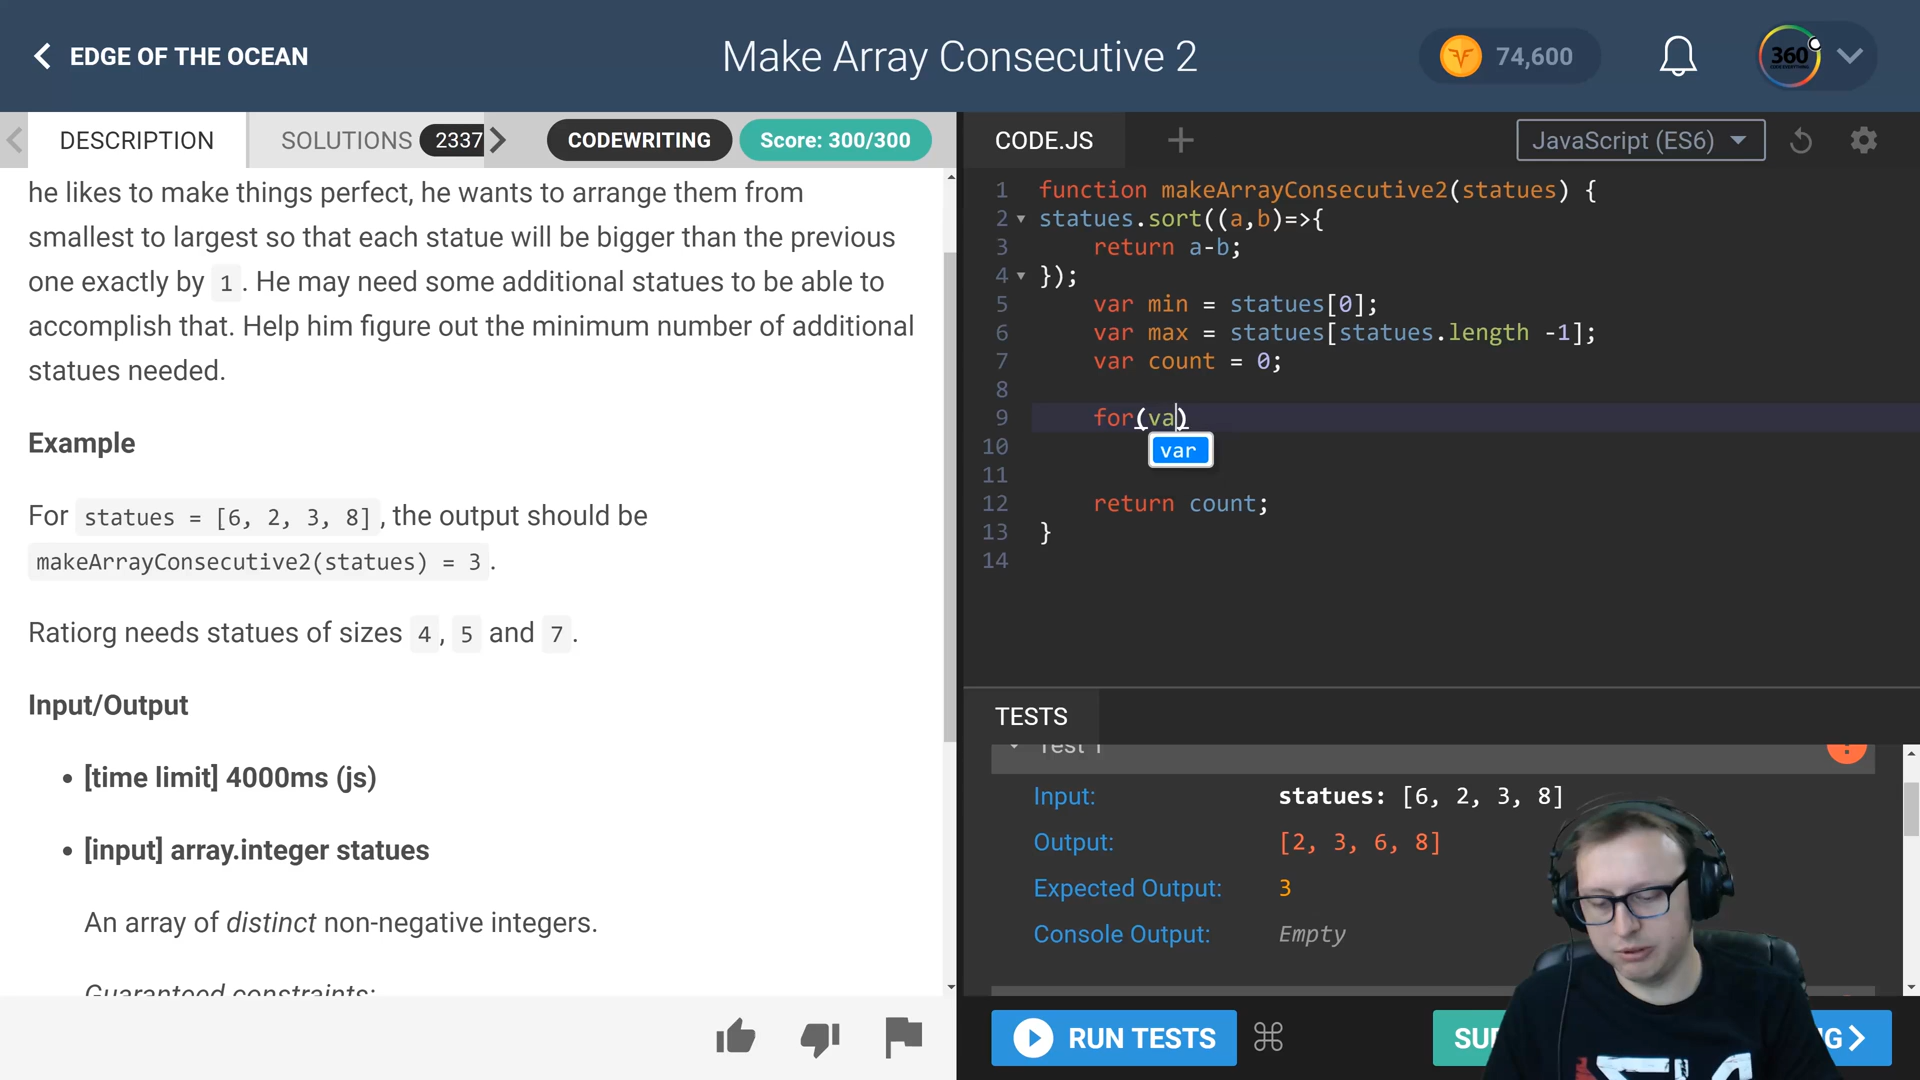 EDGE OF THE OCEAN
Make Array Consecutive 2
74,600
360
DESCRIPTION
SOLUTIONS 2337
CODEWRITING
Score: 300/300
he likes to make things perfect, he wants to arrange them from
smallest to largest so that each statue will be bigger than the previous
one exactly by 1. He may need some additional statues to be able to
accomplish that. Help him figure out the minimum number of additional
statues needed.
Example
For statues = [6, 2, 3, 8], the output should be
makeArrayConsecutive2(statues) = 3.
Ratiorg needs statues of sizes 4, 5 and 7.
Input/Output
• [time limit] 4000ms (js)
• [input] array.integer statues
An array of distinct non-negative integers.
Guaranteed constraints:
CODE.JS
JavaScript (ES6)
1 function makeArrayConsecutive2(statues) {
2 statues.sort((a,b)=>{
3 return a-b;
4 });
5 var min = statues[0];
6 var max = statues[statues.length -1];
7 var count = 0;
8
9 for(va)
var
10
11
12 return count;
13 }
14
TESTS
Test 1
Input: statues: [6, 2, 3, 8]
Output: [2, 3, 6, 8]
Expected Output: 3
Console Output: Empty
RUN TESTS
SU
G